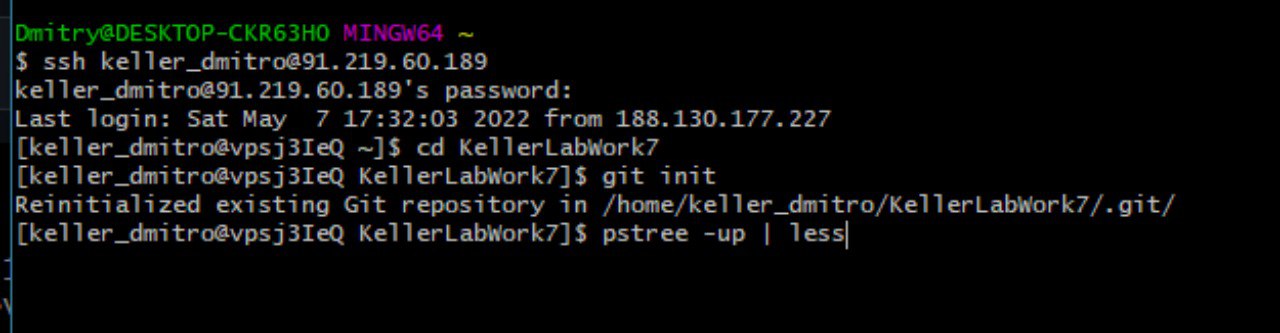 Dmitry@DESKTOP-CKR63HO MINGW64 ~
$ ssh keller_dmitro@91.219.60.189
keller_dmitro@91.219.60.189's password:
Last login: Sat May  7 17:32:03 2022 from 188.130.177.227
[keller_dmitro@vpsj3IeQ ~]$ cd KellerLabWork7
[keller_dmitro@vpsj3IeQ KellerLabWork7]$ git init
Reinitialized existing Git repository in /home/keller_dmitro/KellerLabWork7/.git/
[keller_dmitro@vpsj3IeQ KellerLabWork7]$ pstree -up | less